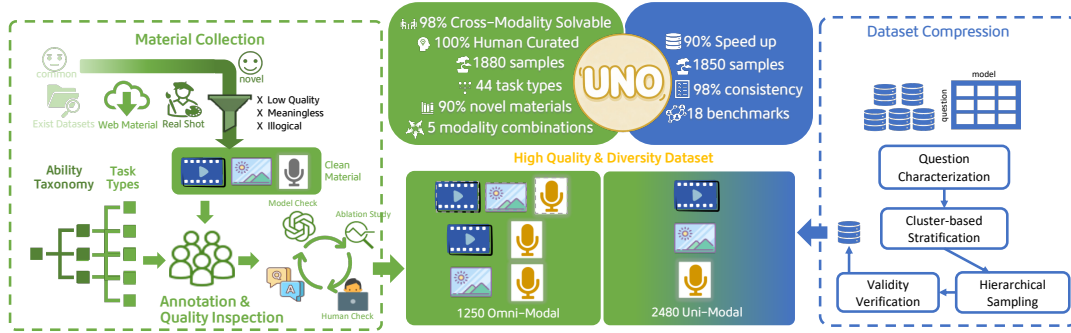 Material Collection
common
novel
Exist Datasets
Web Material
Real Shot
X Low Quality
X Meaningless
X Illogical
Clean
Material
Ability
Taxonomy
Task
Types
Model Check
Ablation Study
Q
A
Human Check
Annotation &
Quality Inspection
98% Cross-Modality Solvable
100% Human Curated
1880 samples
44 task types
90% novel materials
5 modality combinations
UNO
90% Speed up
1850 samples
98% consistency
18 benchmarks
High Quality & Diversity Dataset
1250 Omni-Modal
2480 Uni-Modal
Dataset Compression
model
question
Question
Characterization
Cluster-based
Stratification
Validity
Verification
Hierarchical
Sampling